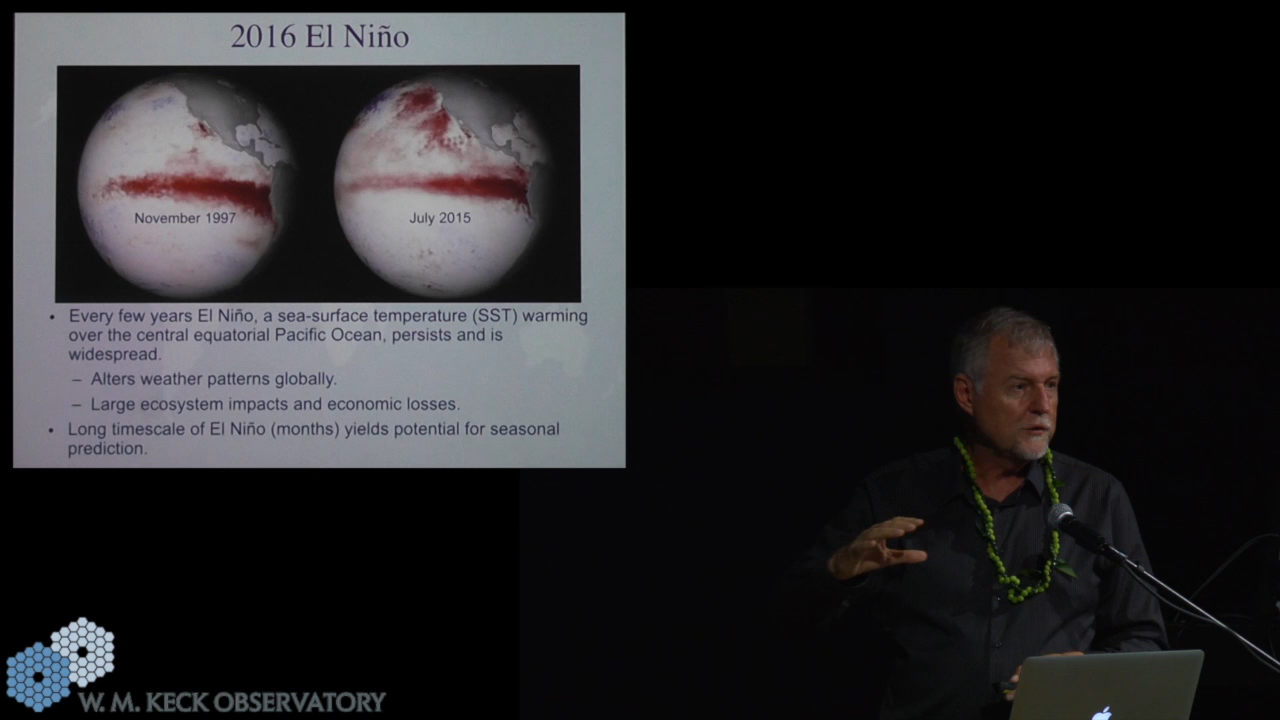 2016 El Niño
November 1997
July 2015
• Every few years El Niño, a sea-surface temperature (SST) warming
over the central equatorial Pacific Ocean, persists and is
widespread.
– Alters weather patterns globally.
– Large ecosystem impacts and economic losses.
• Long timescale of El Niño (months) yields potential for seasonal
prediction.
W. M. KECK OBSERVATORY